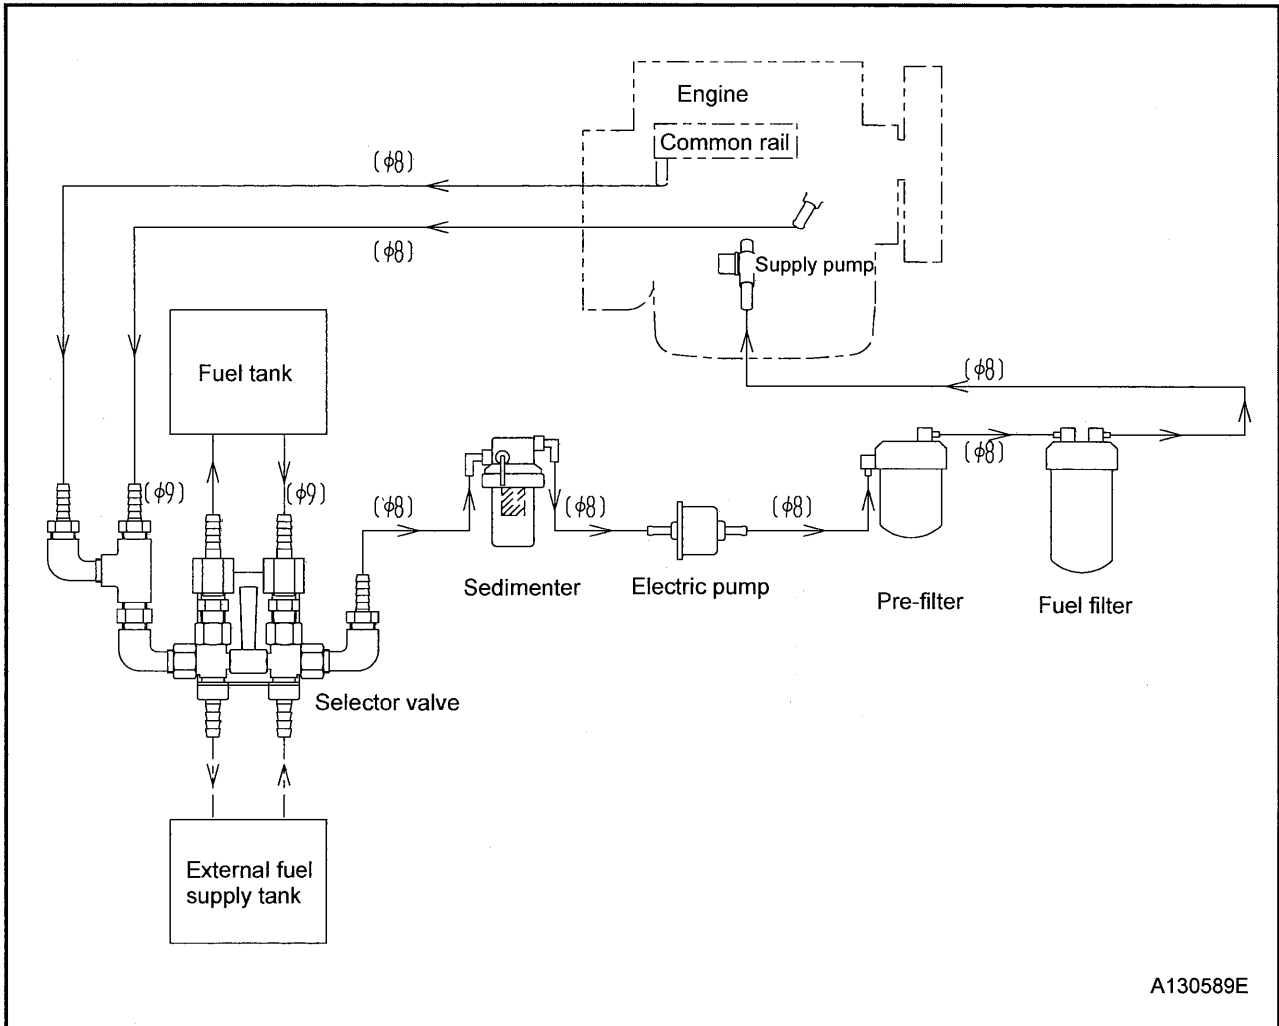 Engine
Common rail
(ϕ8)
(ϕ8)
Supply pump
Fuel tank
(ϕ8)
(ϕ8)
(ϕ9)
(ϕ9)
(ϕ8)
(ϕ8)
(ϕ8)
Sedimenter
Electric pump
Pre-filter
Fuel filter
Selector valve
External fuel
supply tank
A130589E